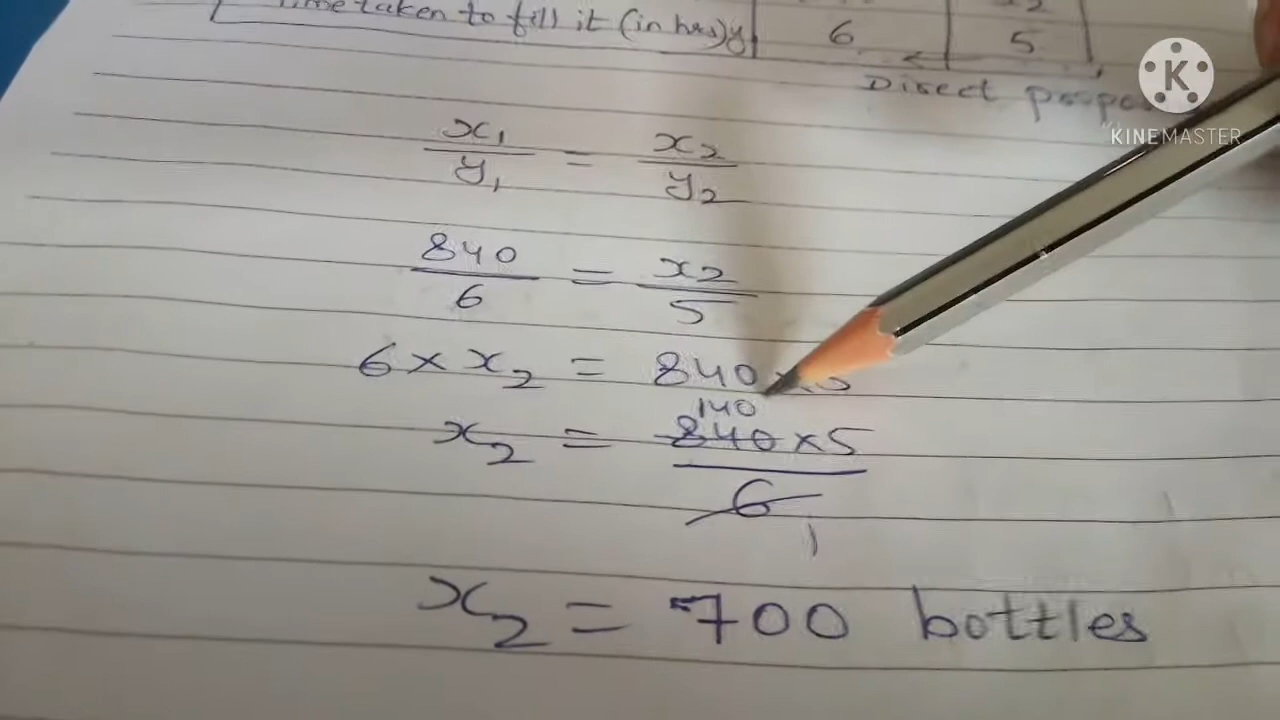 time taken to fill it (in hrs) y 6 5
Direct
KINEMASTER
x₁/y₁ = x₂/y₂
840/6 = x₂/5
6 × x₂ = 840 × 5
140
x₂ = 840 × 5 / 6
1
x₂ = 700 bottles